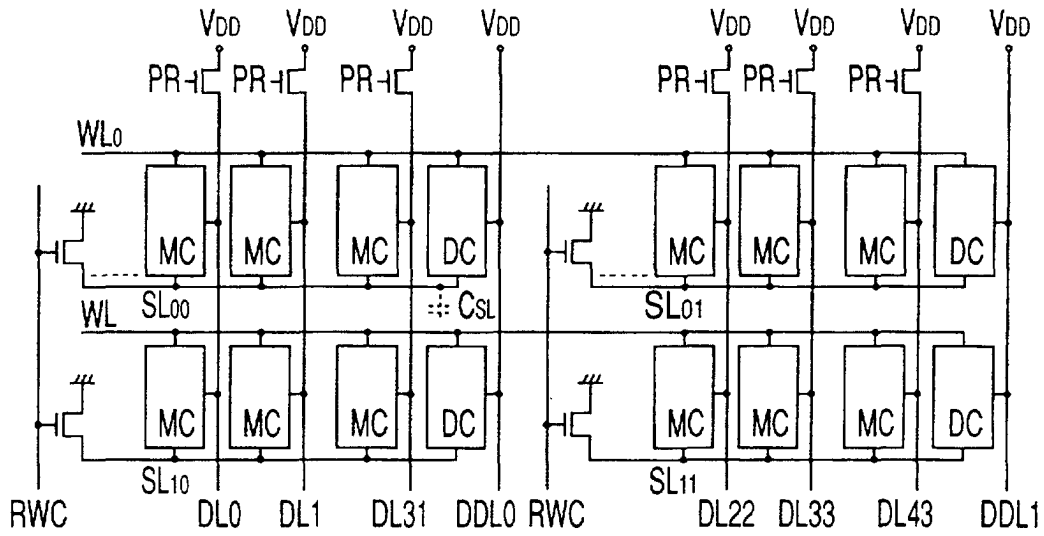 VDD VDD VDD VDD VDD VDD VDD VDD
PR PR PR PR PR PR
WL0
MC MC MC DC MC MC MC DC
SL00 CSL SL01
WL
MC MC MC DC MC MC MC DC
SL10 SL11
RWC DL0 DL1 DL31 DDL0 RWC DL22 DL33 DL43 DDL1